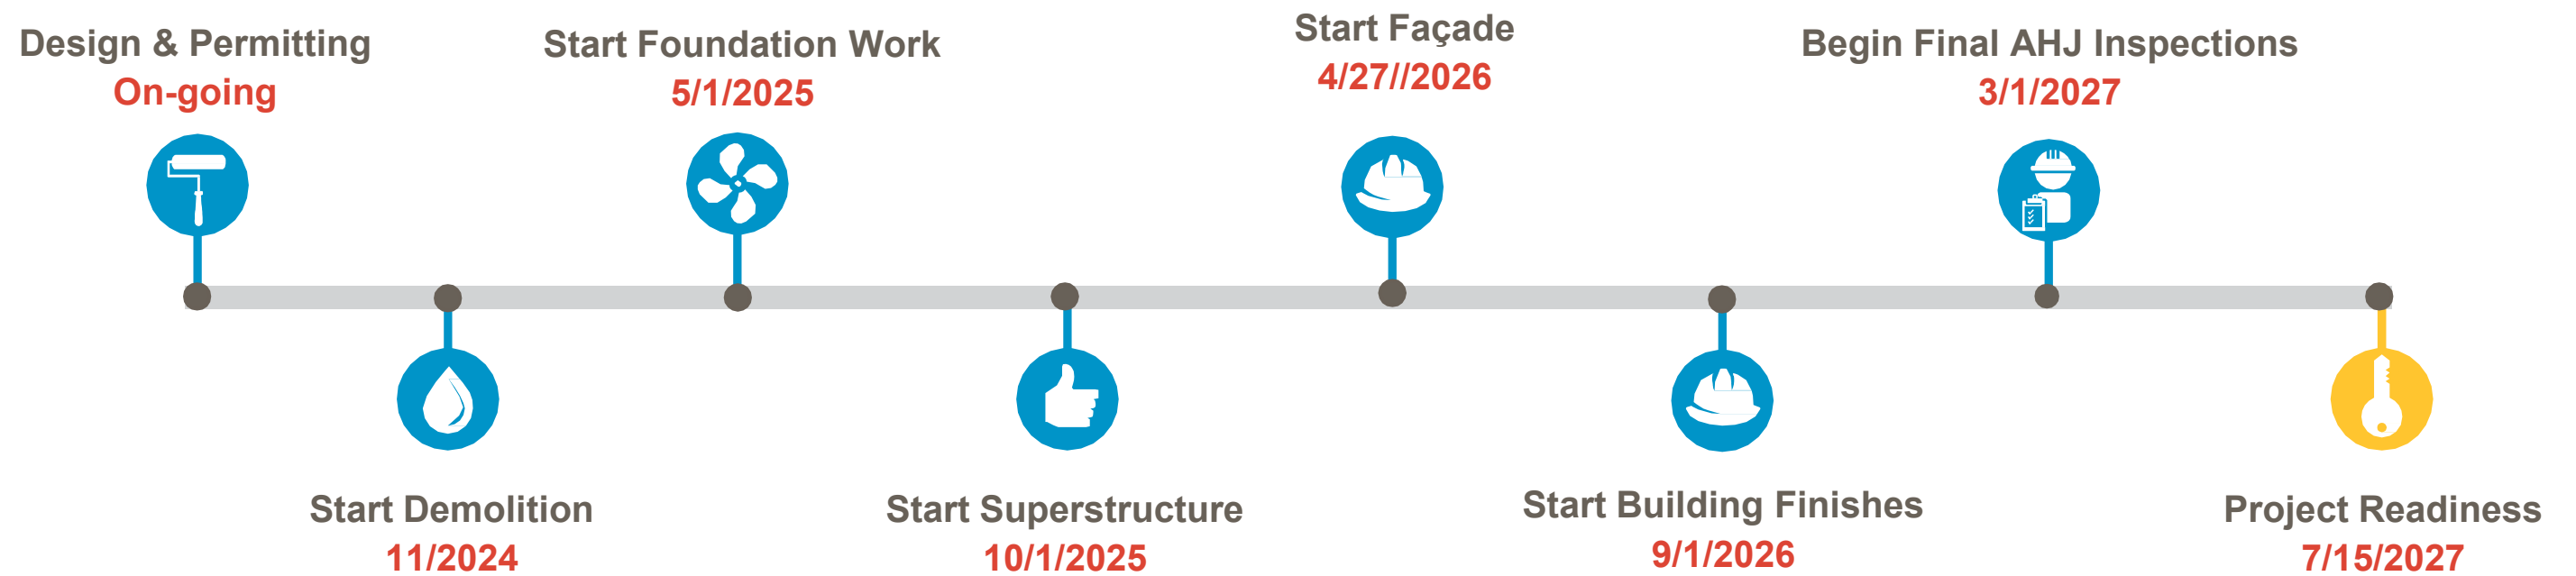 Design & Permitting
On-going
Start Demolition
11/2024
Start Foundation Work
5/1/2025
Start Superstructure
10/1/2025
Start Façade
4/27//2026
Start Building Finishes
9/1/2026
Begin Final AHJ Inspections
3/1/2027
Project Readiness
7/15/2027